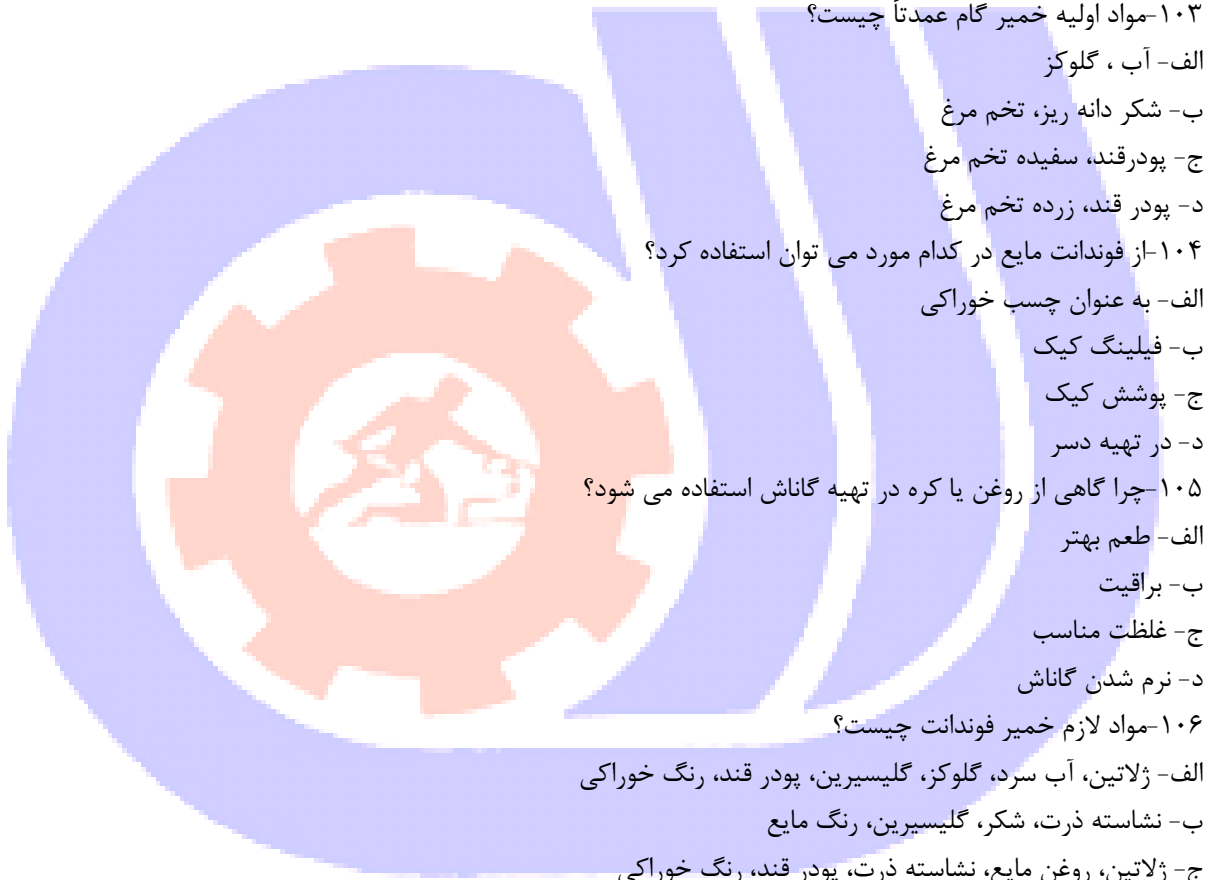 ۱۰۳-مواد اولیه خمیر گام عمدتاً چیست؟
الف- آب ، گلوکز
ب- شکر دانه ریز، تخم مرغ
ج- پودرقند، سفیده تخم مرغ
د- پودر قند، زرده تخم مرغ
۱۰۴-از فوندانت مایع در کدام مورد می توان استفاده کرد؟
الف- به عنوان چسب خوراکی
ب- فیلینگ کیک
ج- پوشش کیک
د- در تهیه دسر
۱۰۵-چرا گاهی از روغن یا کره در تهیه گاناش استفاده می شود؟
الف- طعم بهتر
ب- براقیت
ج- غلظت مناسب
د- نرم شدن گاناش
۱۰۶-مواد لازم خمیر فوندانت چیست؟
الف- ژلاتین، آب سرد، گلوکز، گلیسیرین، پودر قند، رنگ خوراکی
ب- نشاسته ذرت، شکر، گلیسیرین، رنگ مایع
ج- ژلاتین، روغن مایع، نشاسته ذرت، پودر قند، رنگ خوراکی